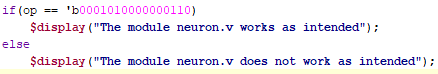 if(op == 'b0001010000000110)
$display("The module neuron.v works as intended");
else
$display("The module neuron.v does not work as intended");